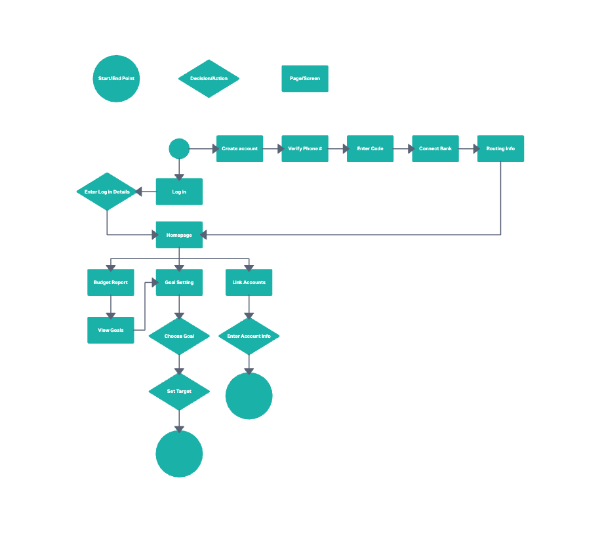 Start/End Point
Decision/Action
Page/Screen
Create account
Verify Phone #
Enter Code
Connect Bank
Routing Info
Enter Log in Details
Log in
Homepage
Budget Report
Goal Setting
Link Accounts
View Goals
Choose Goal
Enter Account Info
Set Target